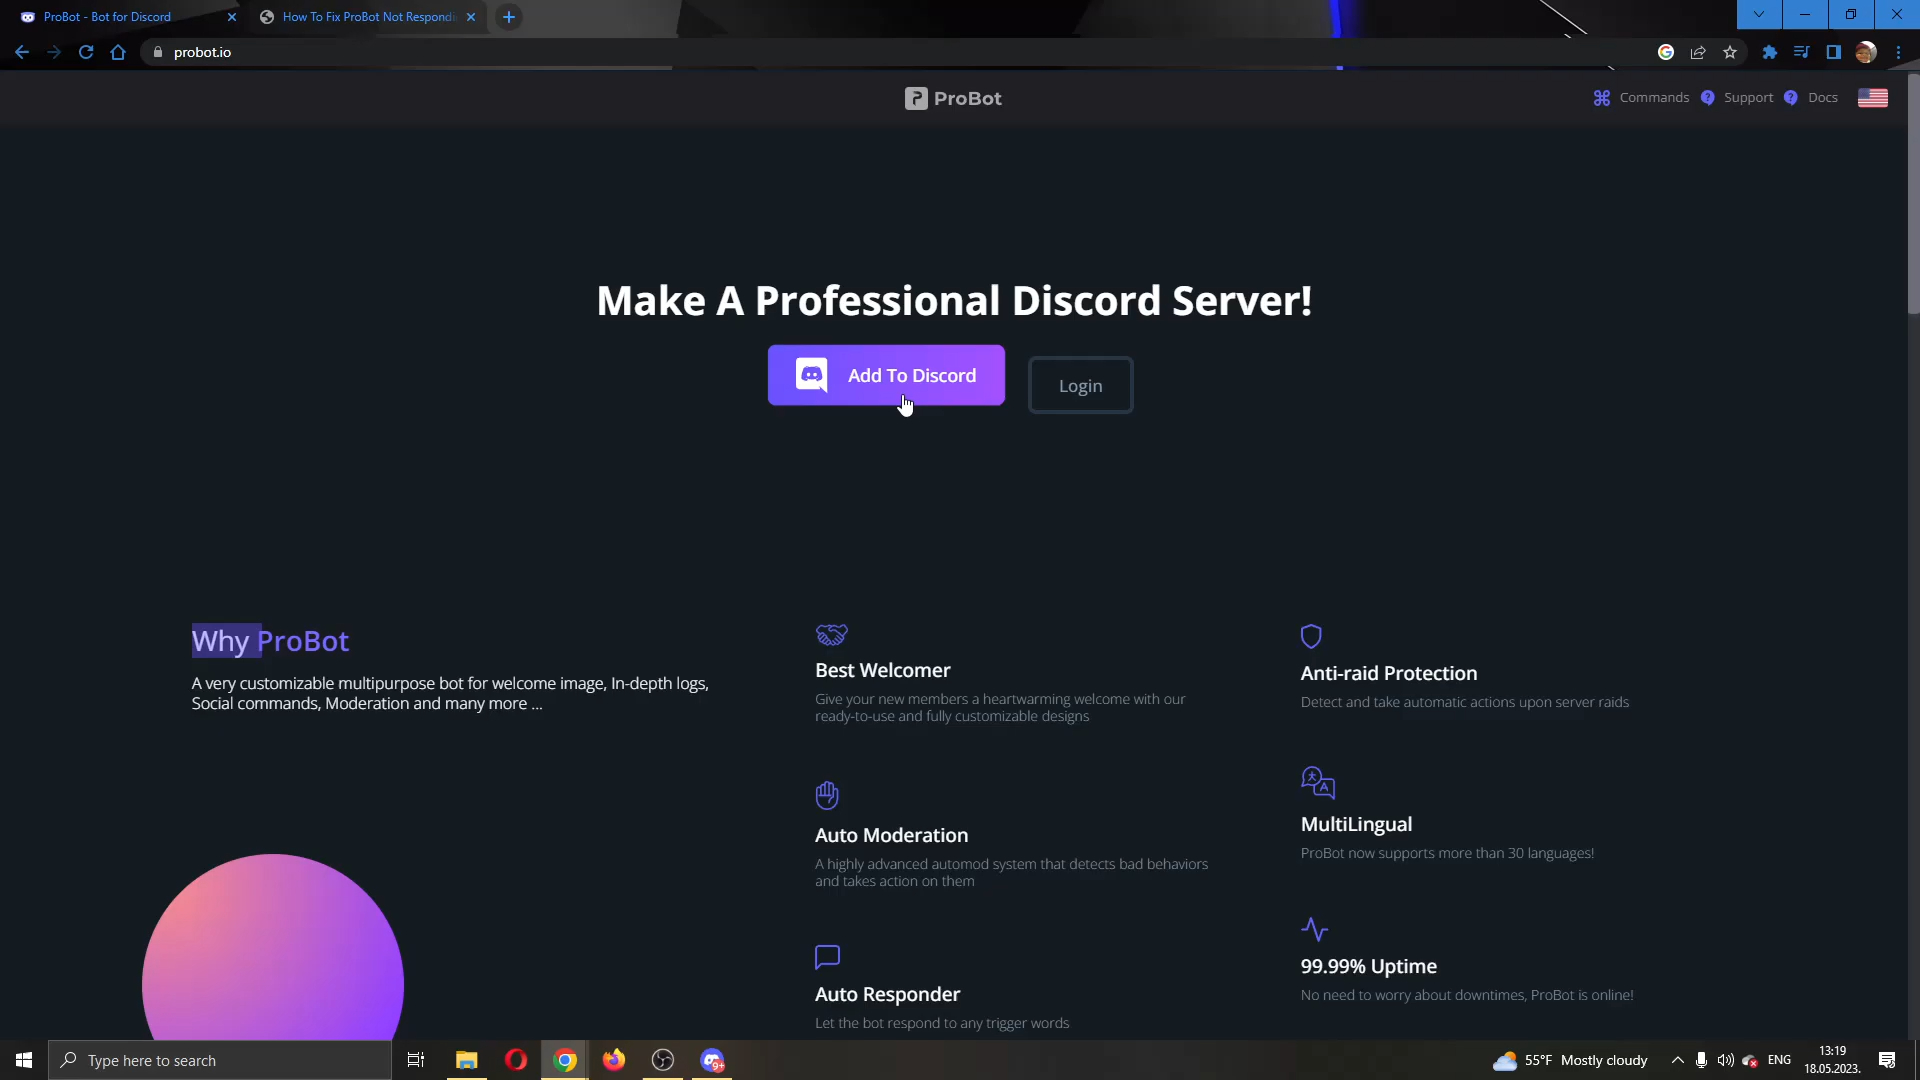 ProBot - Bot for Discord
How To Fix ProBot Not Respondi
probot.io
ProBot
Commands
Support
Docs
Make A Professional Discord Server!
Add To Discord
Login
Why ProBot
A very customizable multipurpose bot for welcome image, In-depth logs,
Social commands, Moderation and many more ...
Best Welcomer
Give your new members a heartwarming welcome with our
ready-to-use and fully customizable designs
Auto Moderation
A highly advanced automod system that detects bad behaviors
and takes action on them
Auto Responder
Let the bot respond to any trigger words
Anti-raid Protection
Detect and take automatic actions upon server raids
MultiLingual
ProBot now supports more than 30 languages!
99.99% Uptime
No need to worry about downtimes, ProBot is online!
Type here to search
9+
55°F Mostly cloudy
ENG
13:19
18.05.2023.